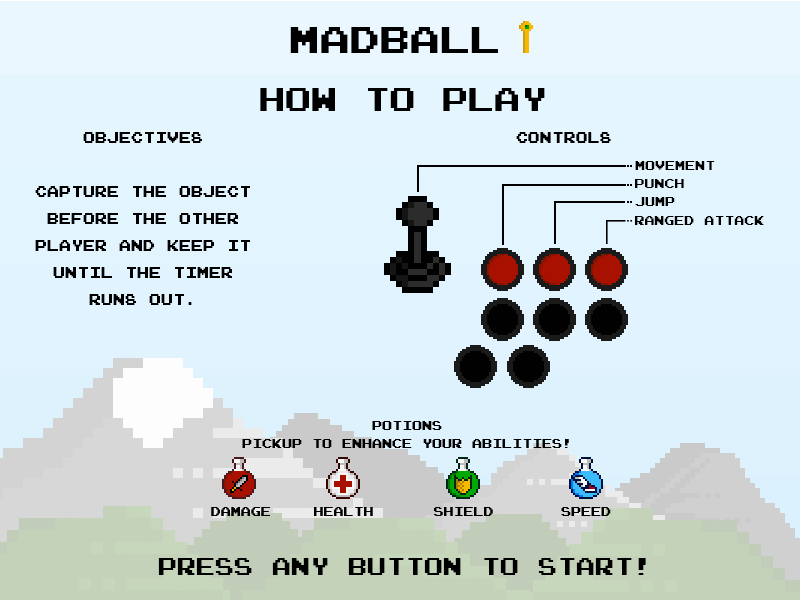 MADBALL
HOW TO PLAY
OBJECTIVES
CAPTURE THE OBJECT
BEFORE THE OTHER
PLAYER AND KEEP IT
UNTIL THE TIMER
RUNS OUT.
CONTROLS
MOVEMENT
PUNCH
JUMP
RANGED ATTACK
POTIONS
PICKUP TO ENHANCE YOUR ABILITIES!
DAMAGE HEALTH SHIELD SPEED
PRESS ANY BUTTON TO START!